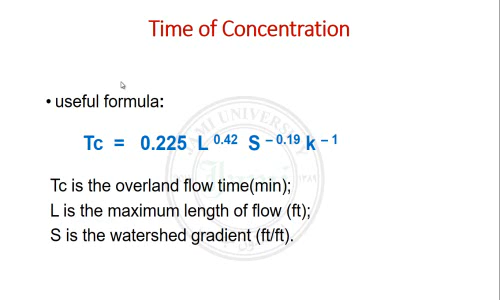 Time of Concentration
• useful formula:
Tc = 0.225 L 0.42 S – 0.19 k – 1
Tc is the overland flow time(min);
L is the maximum length of flow (ft);
S is the watershed gradient (ft/ft).